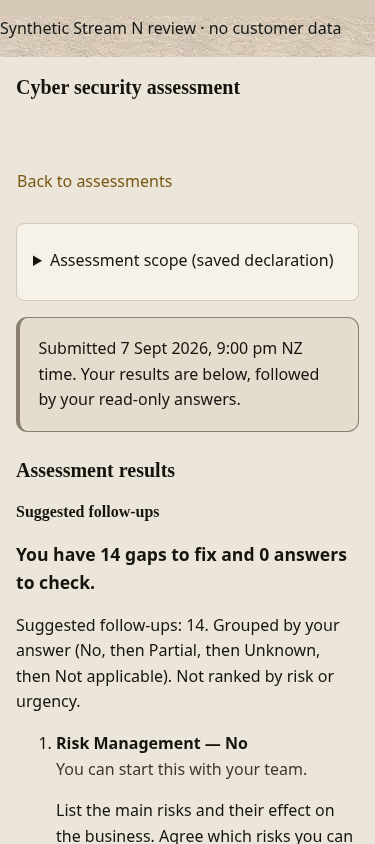 Synthetic Stream N review · no customer data
Cyber security assessment
Back to assessments
▶ Assessment scope (saved declaration)
Submitted 7 Sept 2026, 9:00 pm NZ
time. Your results are below, followed
by your read-only answers.
Assessment results
Suggested follow-ups
You have 14 gaps to fix and 0 answers
to check.
Suggested follow-ups: 14. Grouped by your
answer (No, then Partial, then Unknown,
then Not applicable). Not ranked by risk or
urgency.
1. Risk Management — No
You can start this with your team.
List the main risks and their effect on
the business. Agree which risks you can